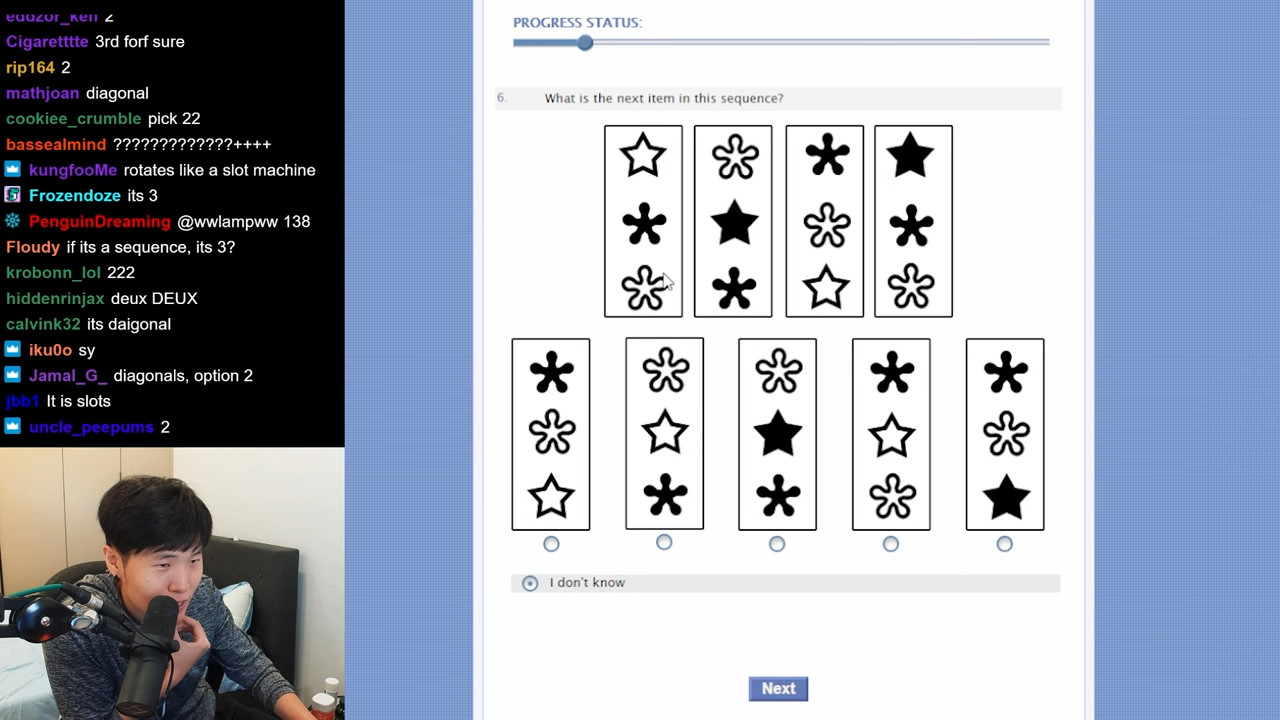 eddzor_ken 2
Cigaretttte 3rd forf sure
rip164 2
mathjoan diagonal
cookiee_crumble pick 22
bassealmind ?????????????++++
kungfooMe rotates like a slot machine
Frozendoze its 3
PenguinDreaming @wwlampww 138
Floudy if its a sequence, its 3?
krobonn_lol 222
hiddenrinjax deux DEUX
calvink32 its daigonal
iku0o sy
Jamal_G_ diagonals, option 2
jbb1 It is slots
uncle_peepums 2
PROGRESS STATUS:
6. What is the next item in this sequence?
I don't know
Next